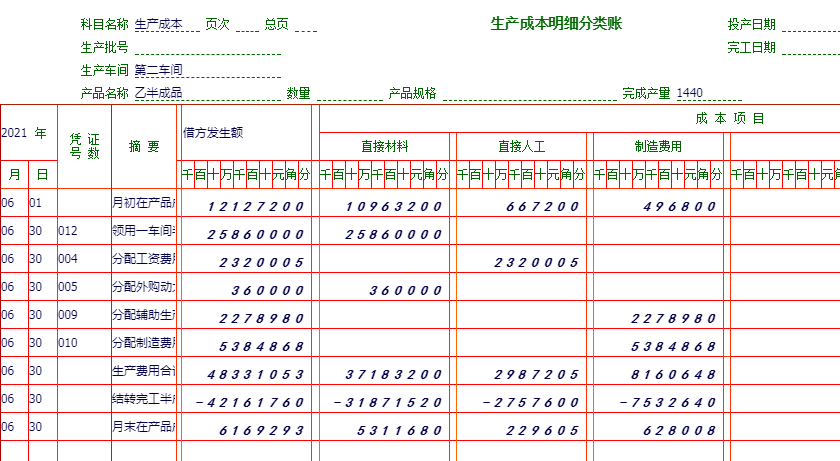 生产成本明细分类账
科目名称 生产成本 页次 总页 投产日期
生产批号 完工日期
生产车间 第二车间
产品名称 乙半成品 数量 产品规格 完成产量 1440
2021 年 凭证号数 摘要 借方发生额 成本项目
直接材料 直接人工 制造费用
月 日 千百十万千百十元角分 千百十万千百十元角分 千百十万千百十元角分 千百十万千百十元角分 千百十万千百十元角
06 01 月初在产品 12127200 10963200 667200 496800
06 30 012 领用一车间 25860000 25860000
06 30 004 分配工资费 2320005 2320005
06 30 005 分配外购动 360000 360000
06 30 009 分配辅助生产 2278980 2278980
06 30 010 分配制造费 5384868 5384868
06 30 生产费用合 48331053 37183200 2987205 8160648
06 30 结转完工半 -42161760 -31871520 -2757600 -7532640
06 30 月末在产品 6169293 5311680 229605 628008